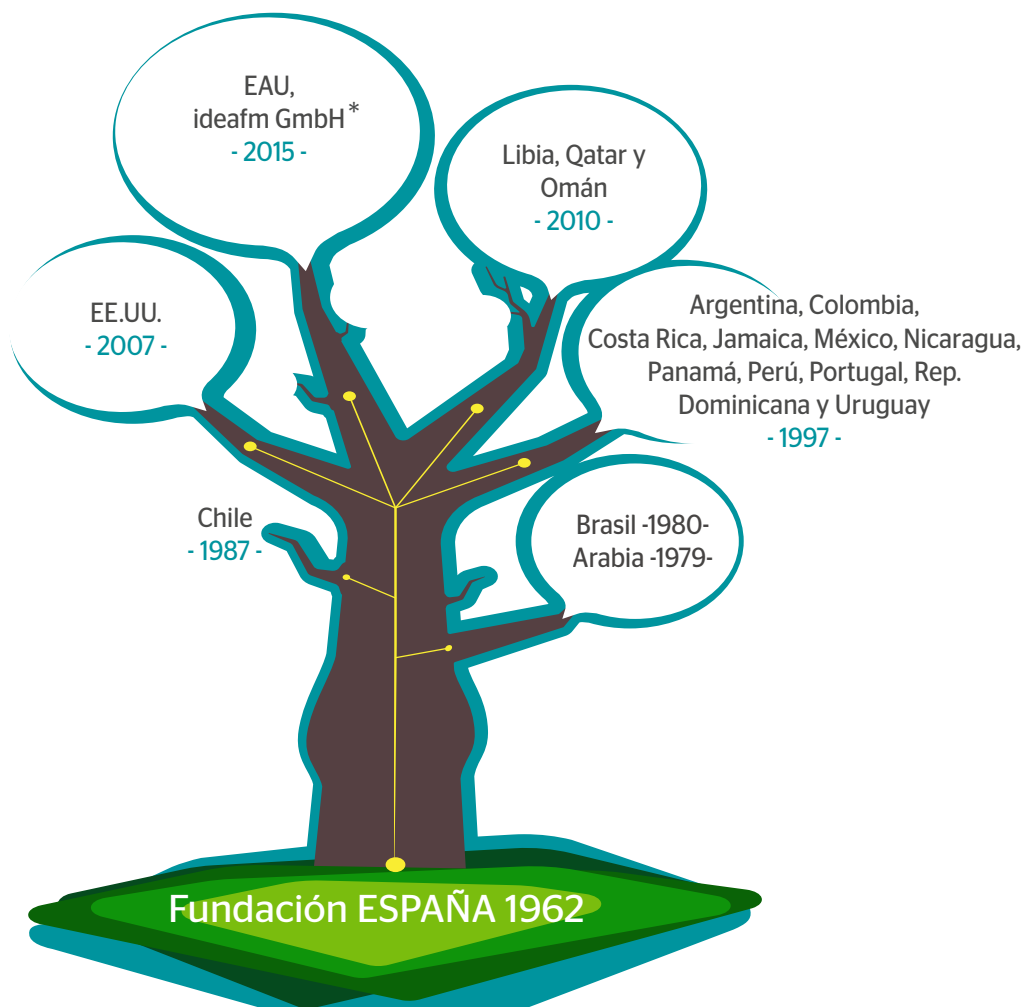 EAU,
ideafm GmbH*
- 2015 -
Libia, Qatar y
Omán
- 2010 -
EE.UU.
- 2007 -
Argentina, Colombia,
Costa Rica, Jamaica, México, Nicaragua,
Panamá, Perú, Portugal, Rep.
Dominicana y Uruguay
- 1997 -
Chile
- 1987 -
Brasil -1980-
Arabia -1979-
Fundación ESPAÑA 1962